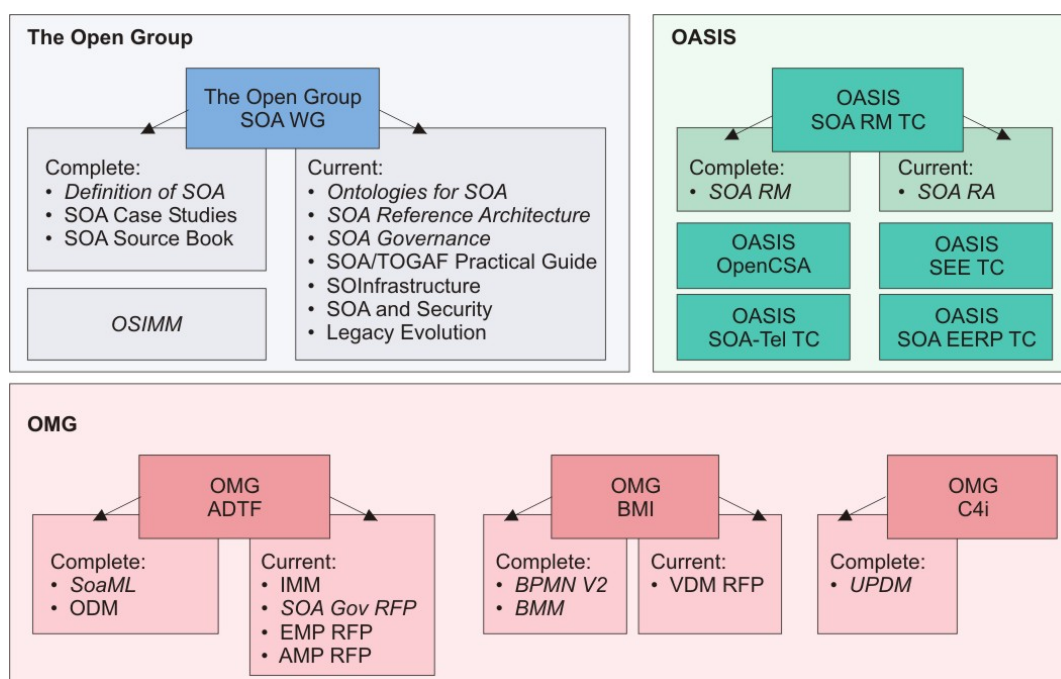 The Open Group
The Open Group
SOA WG
Complete:
• Definition of SOA
• SOA Case Studies
• SOA Source Book
OSIMM
Current:
• Ontologies for SOA
• SOA Reference Architecture
• SOA Governance
• SOA/TOGAF Practical Guide
• SOInfrastructure
• SOA and Security
• Legacy Evolution
OASIS
OASIS
SOA RM TC
Complete:
• SOA RM
Current:
• SOA RA
OASIS
OpenCSA
OASIS
SEE TC
OASIS
SOA-Tel TC
OASIS
SOA EERP TC
OMG
OMG
ADTF
Complete:
• SoaML
• ODM
Current:
• IMM
• SOA Gov RFP
• EMP RFP
• AMP RFP
OMG
BMI
Complete:
• BPMN V2
• BMM
Current:
• VDM RFP
OMG
C4i
Complete:
• UPDM